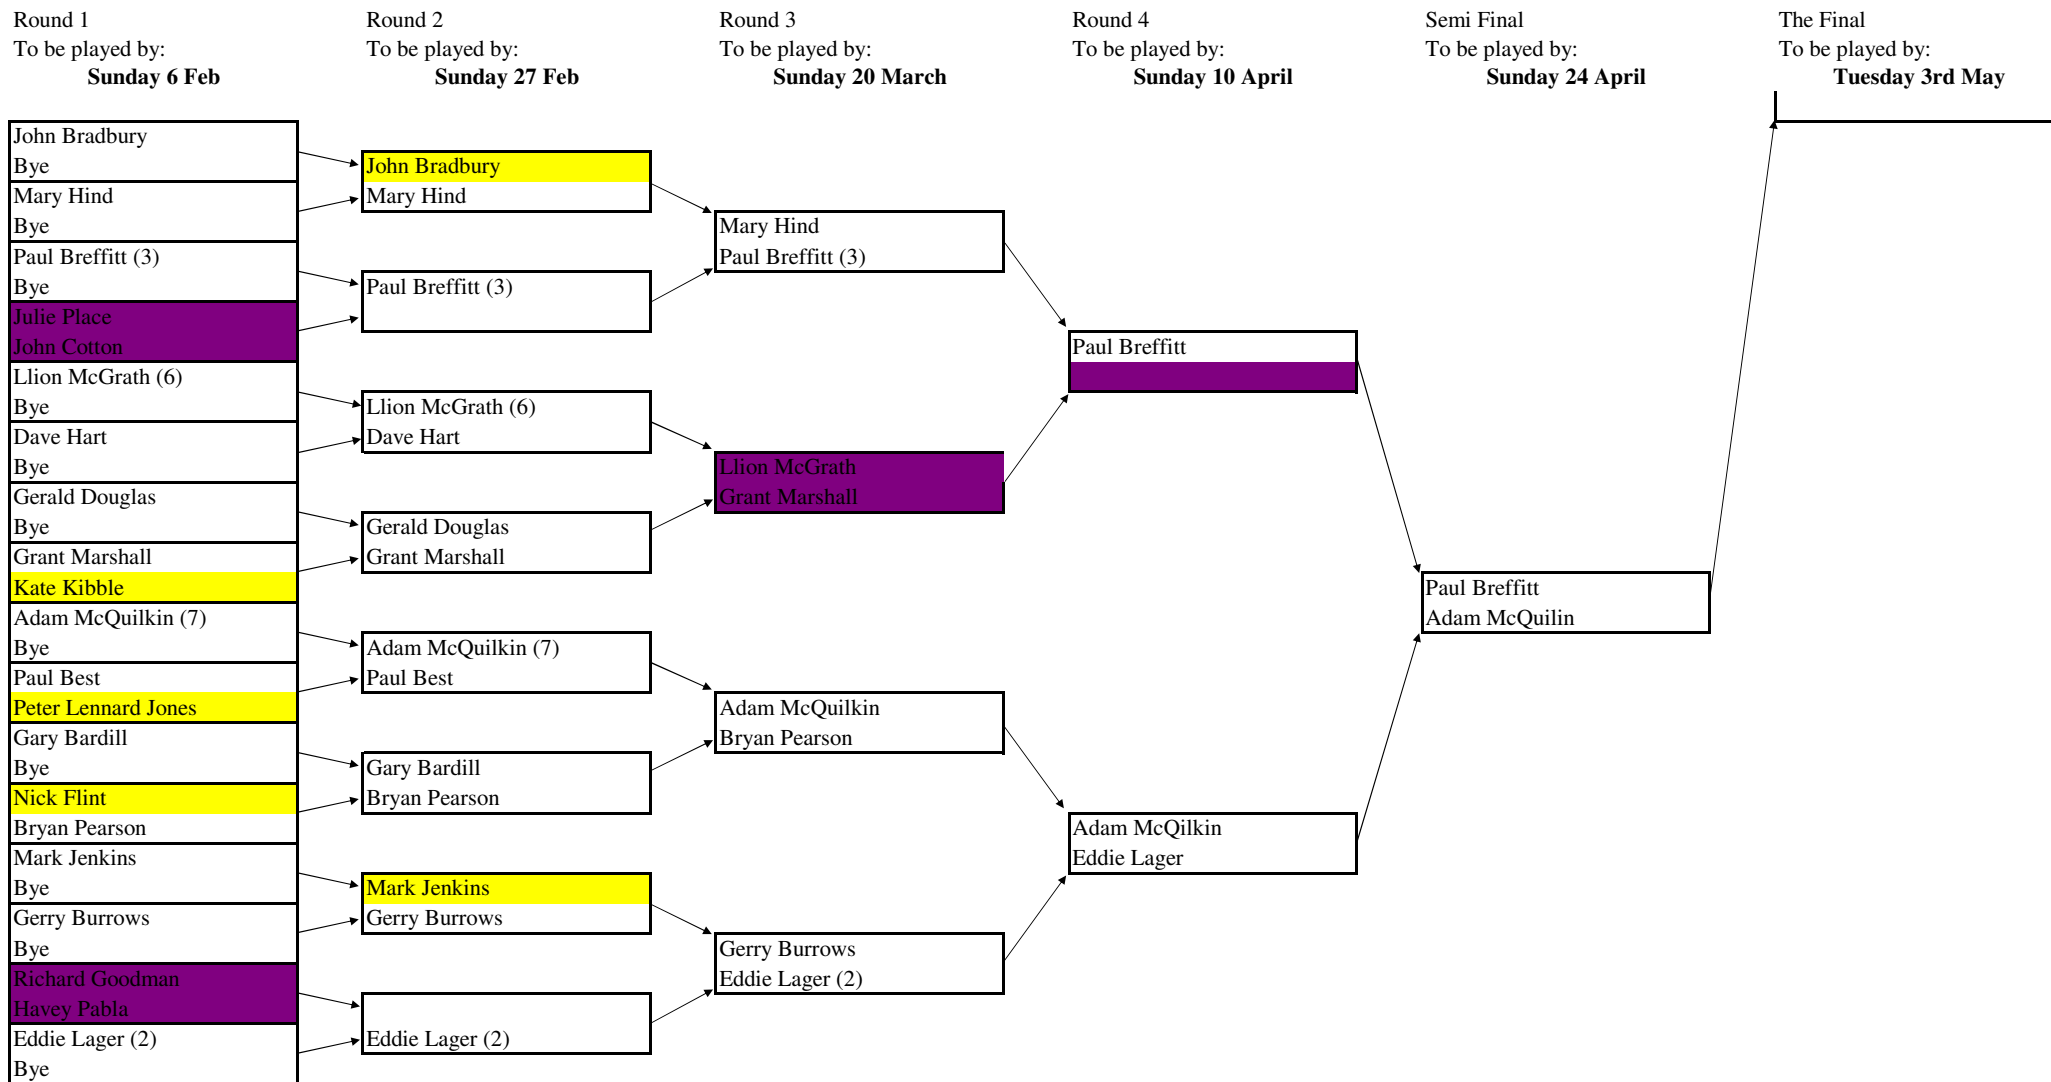 Round 1
To be played by:
Sunday 6 Feb
Round 2
To be played by:
Sunday 27 Feb
Round 3
To be played by:
Sunday 20 March
Round 4
To be played by:
Sunday 10 April
Semi Final
To be played by:
Sunday 24 April
The Final
To be played by:
Tuesday 3rd May
John Bradbury
Bye
Mary Hind
Bye
Paul Breffitt (3)
Bye
Julie Place
John Cotton
Llion McGrath (6)
Bye
Dave Hart
Bye
Gerald Douglas
Bye
Grant Marshall
Kate Kibble
Adam McQuilkin (7)
Bye
Paul Best
Peter Lennard Jones
Gary Bardill
Bye
Nick Flint
Bryan Pearson
Mark Jenkins
Bye
Gerry Burrows
Bye
Richard Goodman
Havey Pabla
Eddie Lager (2)
Bye
John Bradbury
Mary Hind
Paul Breffitt (3)
Llion McGrath (6)
Dave Hart
Gerald Douglas
Grant Marshall
Adam McQuilkin (7)
Paul Best
Gary Bardill
Bryan Pearson
Mark Jenkins
Gerry Burrows
Eddie Lager (2)
Mary Hind
Paul Breffitt (3)
Llion McGrath
Grant Marshall
Adam McQuilkin
Bryan Pearson
Gerry Burrows
Eddie Lager (2)
Paul Breffitt
Adam McQilkin
Eddie Lager
Paul Breffitt
Adam McQuilin